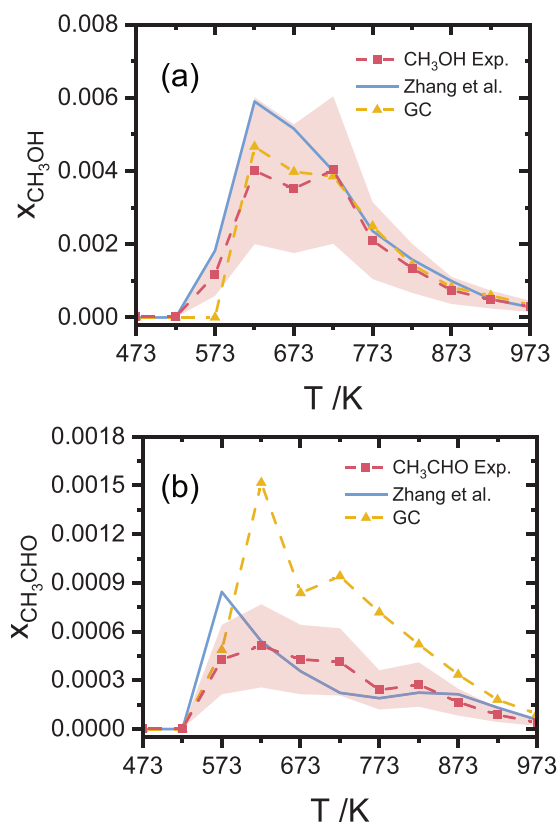 0.008
(a)
CH₃OH Exp.
Zhang et al.
GC
0.006
0.004
0.002
0.000
xCH₃OH
473 573 673 773 873 973
T /K
0.0018
(b)
CH₃CHO Exp.
Zhang et al.
GC
0.0015
0.0012
0.0009
0.0006
0.0003
0.0000
xCH₃CHO
473 573 673 773 873 973
T /K